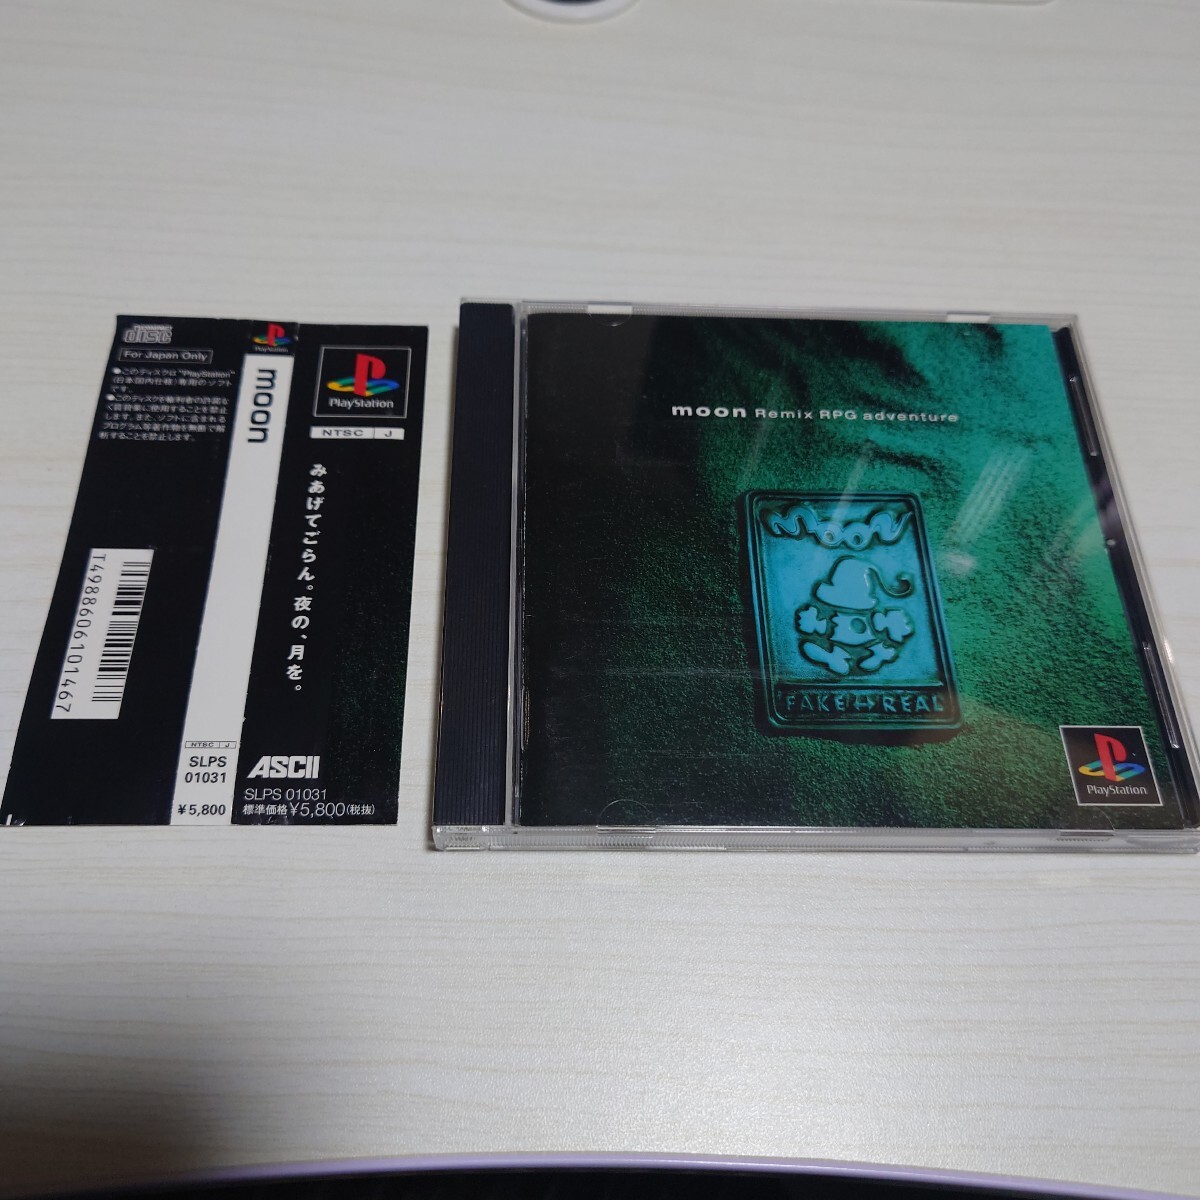 COMPACT
disc
For Japan Only
●このディスクは"PlayStation"
(日本国内仕様)専用のソフト
です。
●このディスクを権利者の許諾な
く賃貸業に使用することを禁止
します。また、ソフトに含まれる
プログラム等著作物を無断で解
析することを禁止します。
T4988606101467
PlayStation
moon
NTSC J
SLPS
01031
¥5,800
PlayStation
NTSC J
みあげてごらん。夜の、月を。
ASCII
SLPS 01031
標準価格¥5,800(税抜)
moon Remix RPG adventure
Moon
FAKE↔REAL
PlayStation